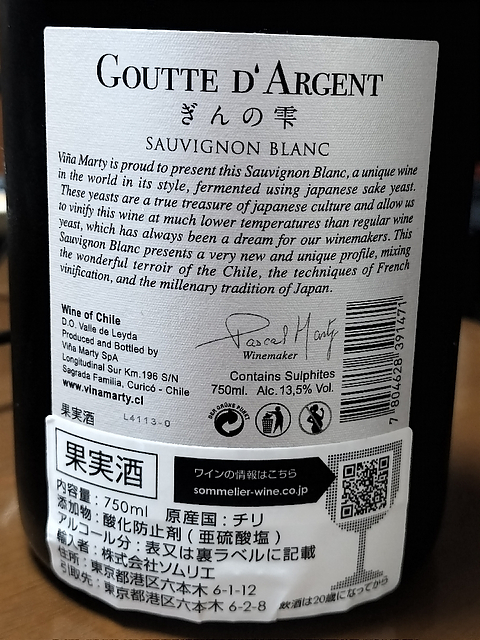 GOUTTE D'ARGENT
ぎんの雫
SAUVIGNON BLANC
Viña Marty is proud to present this Sauvignon Blanc, a unique wine
in the world in its style, fermented using japanese sake yeast.
These yeasts are a true treasure of japanese culture and allow us
to vinify this wine at much lower temperatures than regular wine
yeast, which has always been a dream for our winemakers. This
Sauvignon Blanc presents a very new and unique profile, mixing
the wonderful terroir of the Chile, the techniques of French
vinification, and the millenary tradition of Japan.
Wine of Chile
D.O. Valle de Leyda
Produced and Bottled by
Viña Marty SpA
Longitudinal Sur Km.196 S/N
Sagrada Familia, Curicó - Chile
www.vinamarty.cl
果実酒
L4113-0
Pascal Marty
Winemaker
Contains Sulphites
750ml. Alc.13,5% Vol.
7 804628 391471
果実酒
ワインの情報はこちら
sommelier-wine.co.jp
内容量：750ml 原産国：チリ
添加物：酸化防止剤(亜硫酸塩)
アルコール分：表又は裏ラベルに記載
輸入者：株式会社ソムリエ
住所：東京都港区六本木 6-1-12
引取先：東京都港区六本木 6-2-8
飲酒は20歳になってから